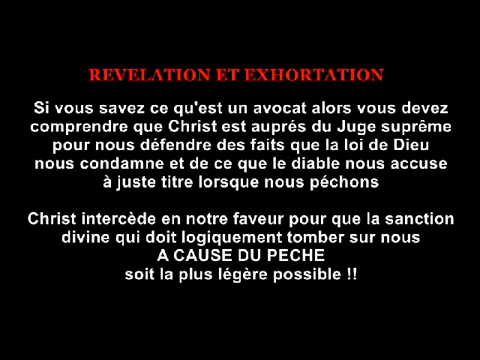 REVELATION ET EXHORTATION
Si vous savez ce qu'est un avocat alors vous devez
comprendre que Christ est auprés du Juge suprême
pour nous défendre des faits que la loi de Dieu
nous condamne et de ce que le diable nous accuse
à juste titre lorsque nous péchons
Christ intercède en notre faveur pour que la sanction
divine qui doit logiquement tomber sur nous
A CAUSE DU PECHE
soit la plus légère possible !!